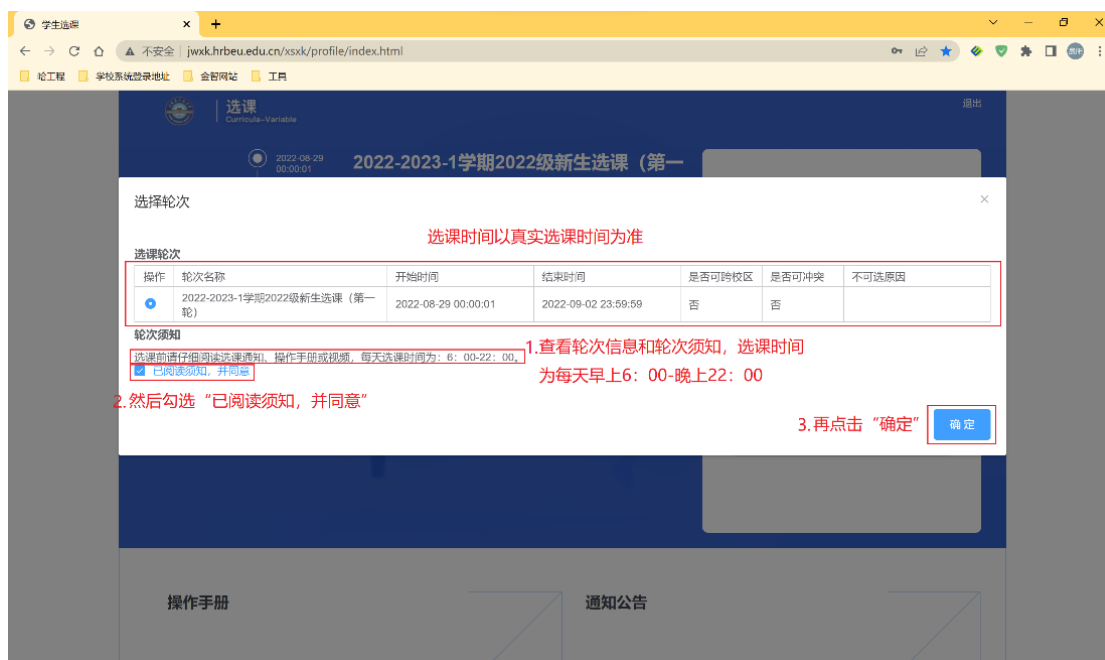 学生选课
不安全 | jwxk.hrbeu.edu.cn/xsxk/profile/index.html
哈工程 学校系统登录地址 金智网站 工具
选课
Curricula-Variable
退出
2022-08-29
00:00:01
2022-2023-1学期2022级新生选课（第一
选择轮次
选课时间以真实选课时间为准
选课轮次
操作 轮次名称 开始时间 结束时间 是否可跨校区 是否可冲突 不可选原因
2022-2023-1学期2022级新生选课（第一
轮） 2022-08-29 00:00:01 2022-09-02 23:59:59 否 否
轮次须知
选课前请仔细阅读选课通知、操作手册或视频，每天选课时间为：6：00-22：00。
已阅读须知，并同意
1.查看轮次信息和轮次须知，选课时间
为每天早上6：00-晚上22：00
2.然后勾选“已阅读须知，并同意”
3.再点击“确定”
确定
操作手册
通知公告